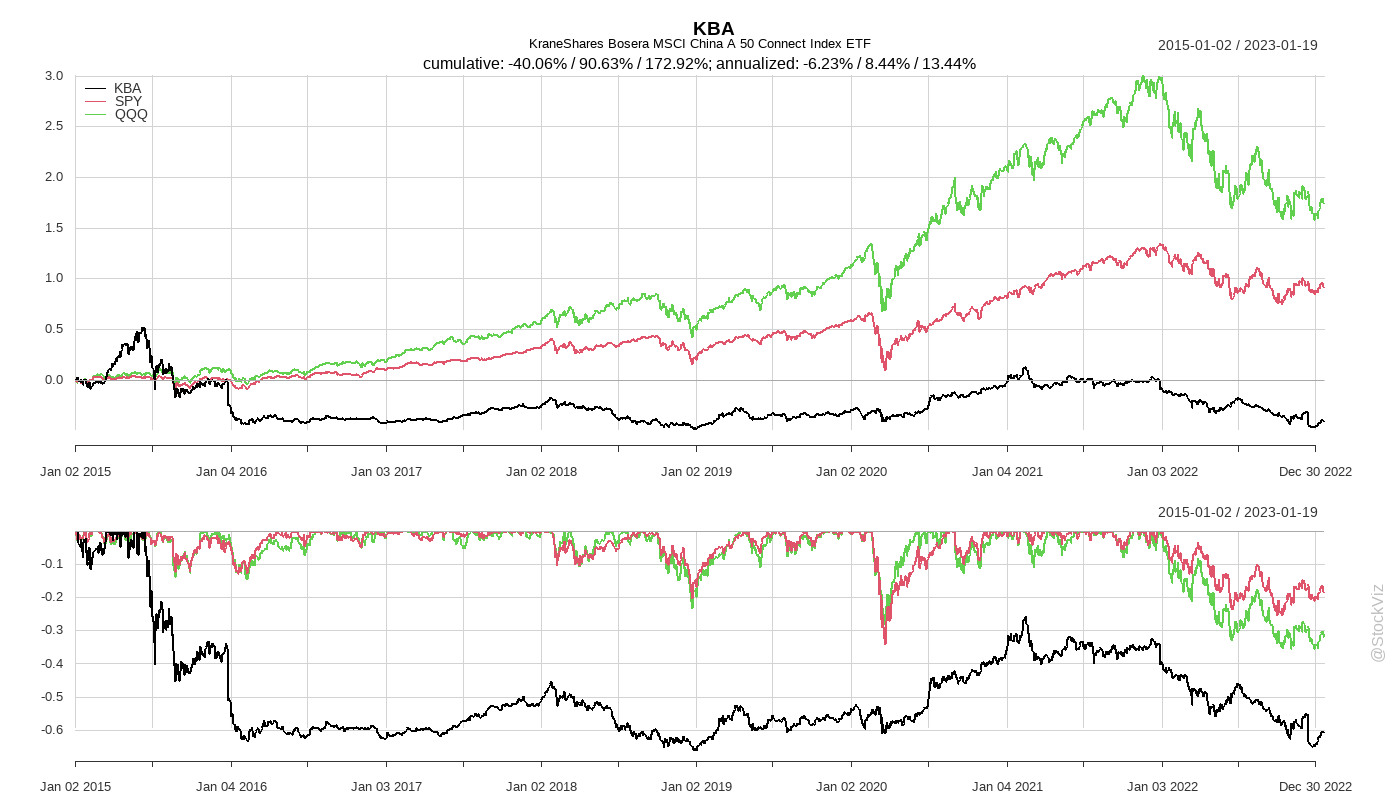 KBA
KraneShares Bosera MSCI China A 50 Connect Index ETF
2015-01-02 / 2023-01-19
cumulative: -40.06% / 90.63% / 172.92%; annualized: -6.23% / 8.44% / 13.44%
3.0
2.5
2.0
1.5
1.0
0.5
0.0
KBA
SPY
QQQ
Jan 02 2015 Jan 04 2016 Jan 03 2017 Jan 02 2018 Jan 02 2019 Jan 02 2020 Jan 04 2021 Jan 03 2022 Dec 30 2022
2015-01-02 / 2023-01-19
-0.1
-0.2
-0.3
-0.4
-0.5
-0.6
Jan 02 2015 Jan 04 2016 Jan 03 2017 Jan 02 2018 Jan 02 2019 Jan 02 2020 Jan 04 2021 Jan 03 2022 Dec 30 2022
@StockViz